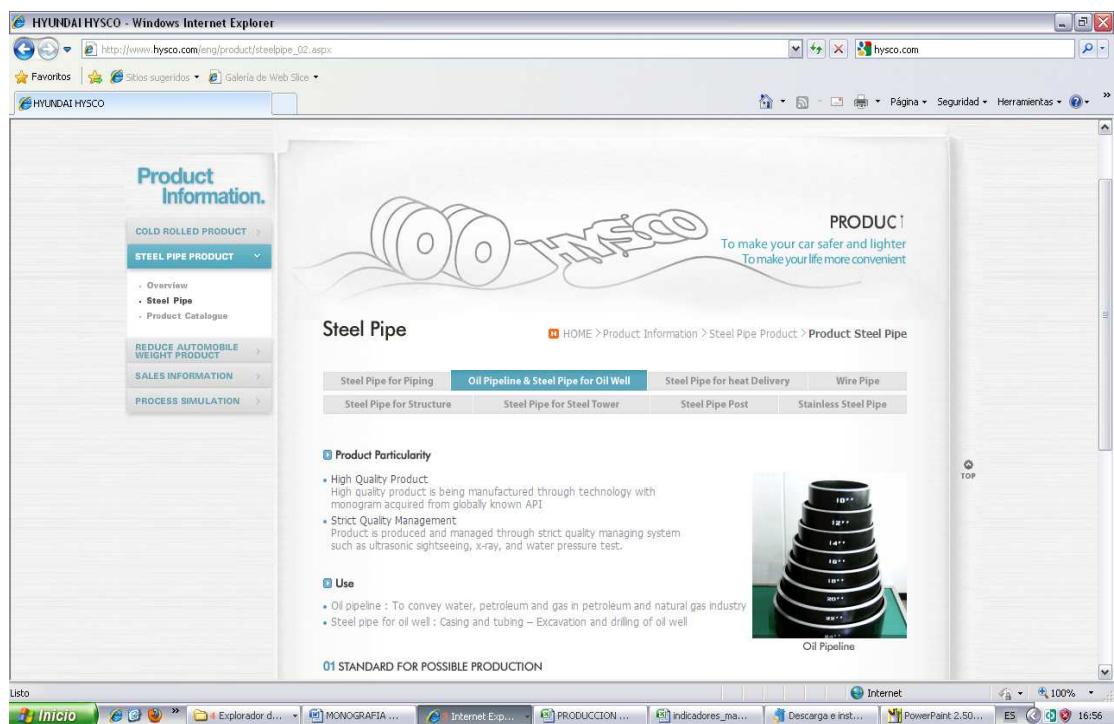 HYUNDAI HYSCO - Windows Internet Explorer
http://www.hysco.com/eng/product/steelpipe_02.aspx
hysco.com
Favoritos
Sitios sugeridos
Galería de Web Slice
HYUNDAI HYSCO
Página
Seguridad
Herramientas
Product
Information.
COLD ROLLED PRODUCT
STEEL PIPE PRODUCT
Overview
Steel Pipe
Product Catalogue
REDUCE AUTOMOBILE
WEIGHT PRODUCT
SALES INFORMATION
PROCESS SIMULATION
HYSCO
PRODUCT
To make your car safer and lighter
To make your life more convenient
Steel Pipe
HOME > Product Information > Steel Pipe Product > Product Steel Pipe
Steel Pipe for Piping
Oil Pipeline & Steel Pipe for Oil Well
Steel Pipe for heat Delivery
Wire Pipe
Steel Pipe for Structure
Steel Pipe for Steel Tower
Steel Pipe Post
Stainless Steel Pipe
Product Particularity
• High Quality Product
High quality product is being manufactured through technology with
monogram acquired from globally known API
• Strict Quality Management
Product is produced and managed through strict quality managing system
such as ultrasonic sightseeing, x-ray, and water pressure test.
Use
• Oil pipeline : To convey water, petroleum and gas in petroleum and natural gas industry
• Steel pipe for oil well : Casing and tubing – Excavation and drilling of oil well
10"
12"
14"
16"
18"
20"
22"
Oil Pipeline
TOP
01 STANDARD FOR POSSIBLE PRODUCTION
Listo
Internet
100%
Inicio
4 Explorador d...
MONOGRAFIA ...
Internet Exp...
PRODUCCION ...
indicadores_ma...
Descarga e inst...
PowerPaint 2.50...
ES
16:56